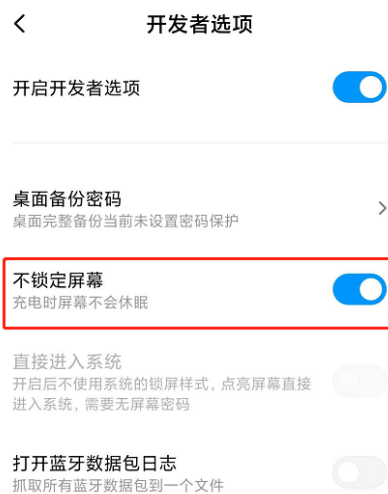 开发者选项
开启开发者选项
桌面备份密码
桌面完整备份当前未设置密码保护
不锁定屏幕
充电时屏幕不会休眠
直接进入系统
开启后不使用系统的锁屏样式，点亮屏幕直接
进入系统，需要无屏幕密码
打开蓝牙数据包日志
抓取所有蓝牙数据包到一个文件